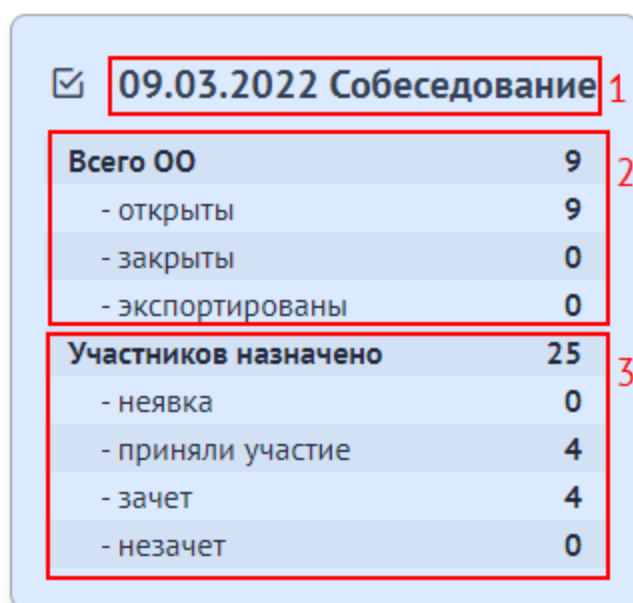 09.03.2022 Собеседование 1
Всего ОО 9 2
- открыты 9
- закрыты 0
- экспортированы 0
Участников назначено 25 3
- неявка 0
- приняли участие 4
- зачет 4
- незачет 0